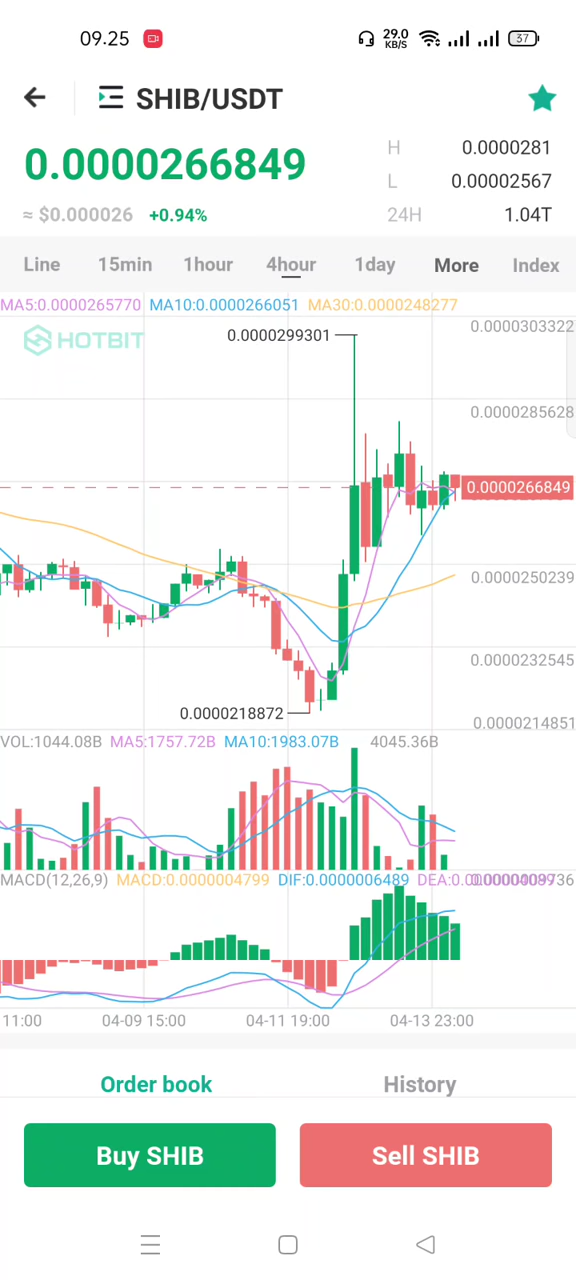 09.25
29.0
KB/S
37
SHIB/USDT
0.0000266849
H 0.0000281
L 0.00002567
≈ $0.000026 +0.94%
24H 1.04T
Line 15min 1hour 4hour 1day More Index
MA5:0.0000265770 MA10:0.0000266051 MA30:0.0000248277
0.0000303322
HOTBIT
0.0000299301
0.0000285628
0.0000266849
0.0000250239
0.0000232545
0.0000218872
0.0000214851
VOL:1044.08B MA5:1757.72B MA10:1983.07B 4045.36B
MACD(12,26,9) MACD:0.0000004799 DIF:0.0000006489
11:00 04-09 15:00 04-11 19:00 04-13 23:00
Order book History
Buy SHIB Sell SHIB